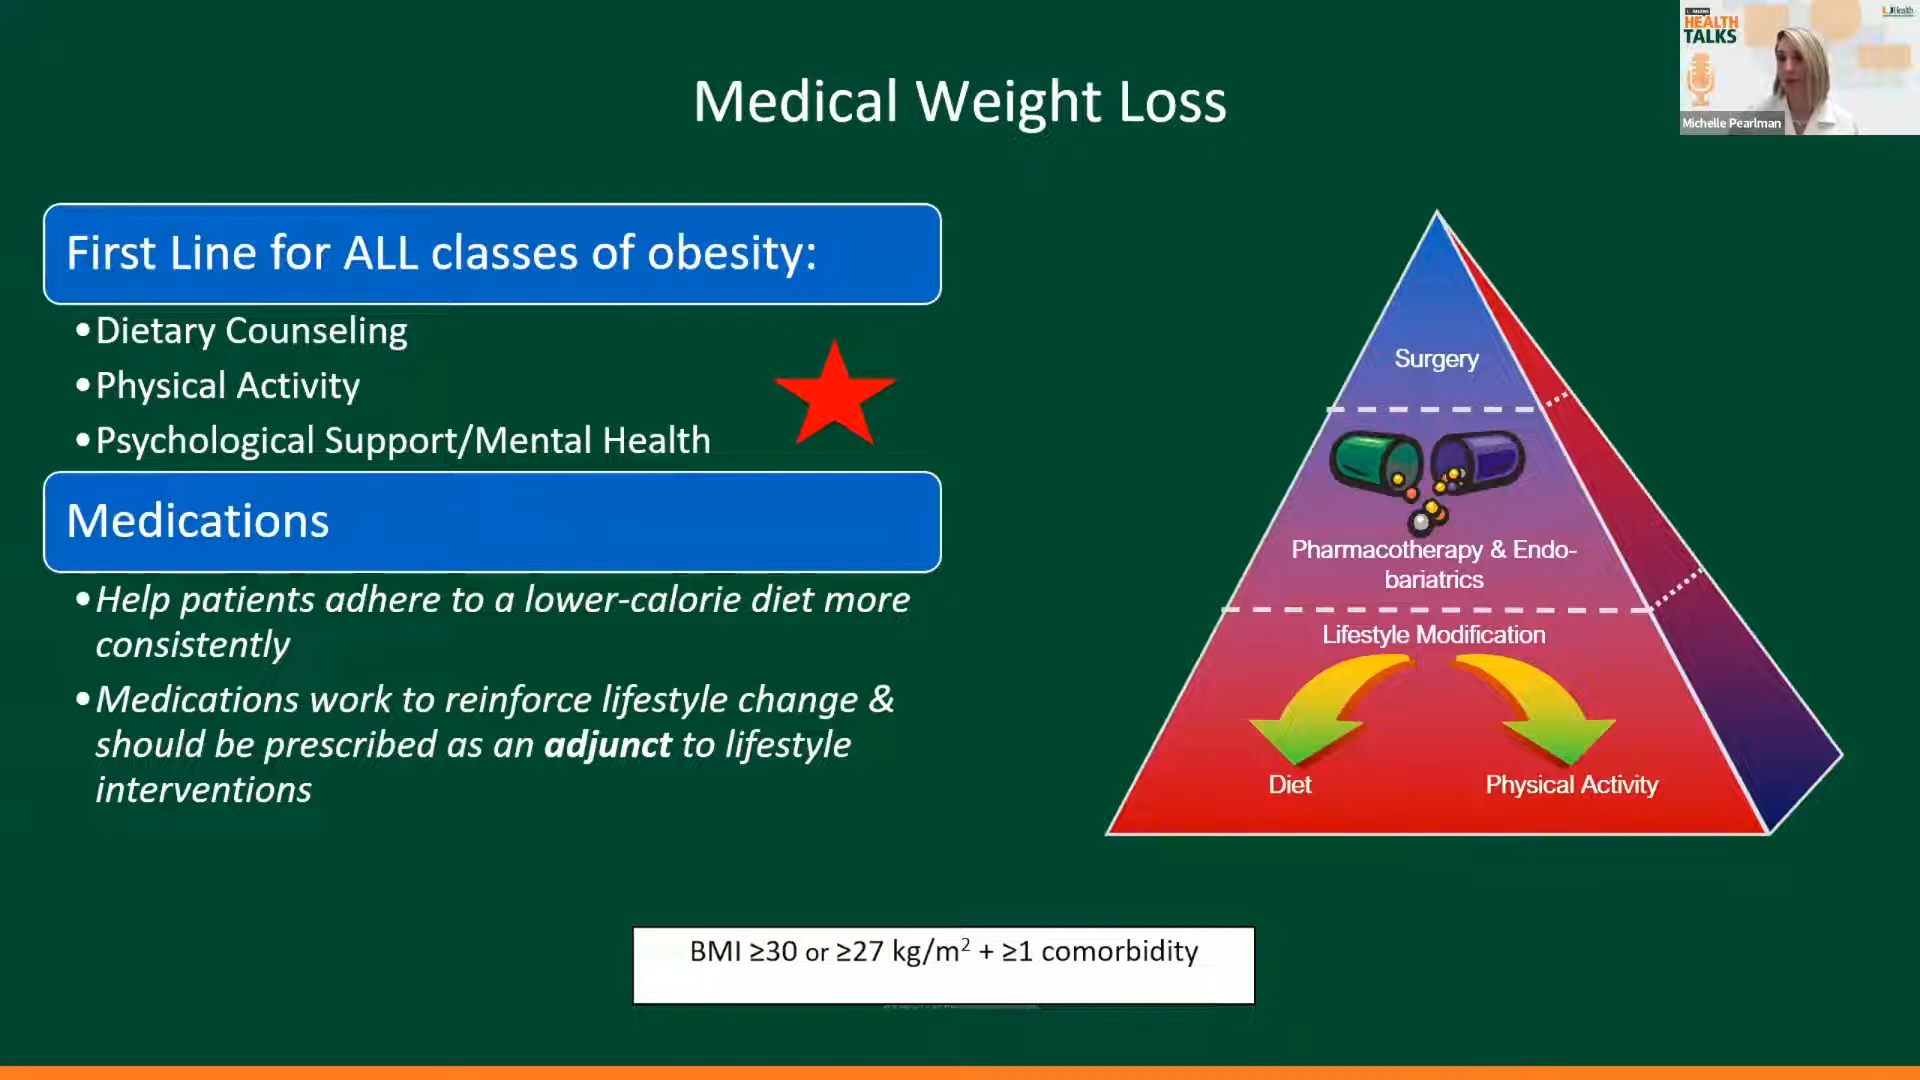 Medical Weight Loss
HEALTH
TALKS
UHealth
Michelle Pearlman
First Line for ALL classes of obesity:
•Dietary Counseling
•Physical Activity
•Psychological Support/Mental Health
Medications
•Help patients adhere to a lower-calorie diet more
consistently
•Medications work to reinforce lifestyle change &
should be prescribed as an adjunct to lifestyle
interventions
Surgery
Pharmacotherapy & Endo-
bariatrics
Lifestyle Modification
Diet
Physical Activity
BMI ≥30 or ≥27 kg/m² + ≥1 comorbidity